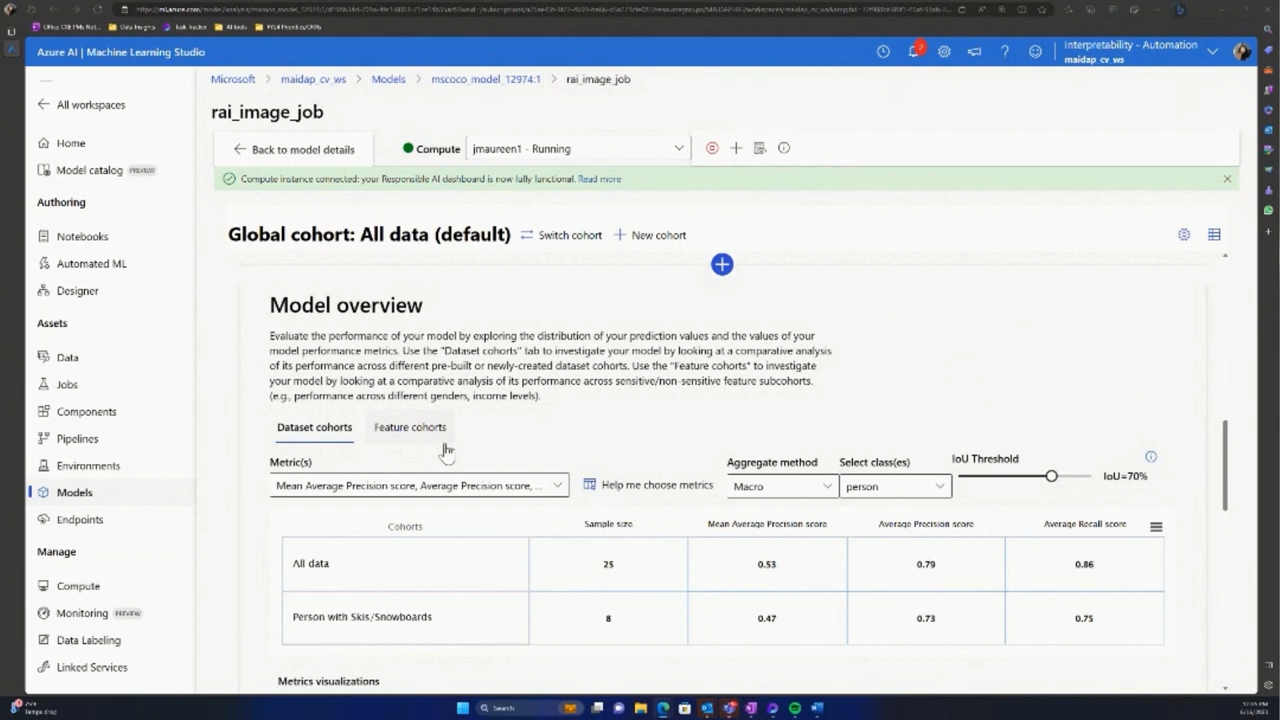 Azure AI | Machine Learning Studio
Interpretability - Automation
maidap_cv_ws
Microsoft > maidap_cv_ws > Models > mscoco_model_12974:1 > rai_image_job
All workspaces
Home
Model catalog PREVIEW
Authoring
Notebooks
Automated ML
Designer
Assets
Data
Jobs
Components
Pipelines
Environments
Models
Endpoints
Manage
Compute
Monitoring PREVIEW
Data Labeling
Linked Services
rai_image_job
Back to model details
Compute
jmaureen1 - Running
Compute instance connected: your Responsible AI dashboard is now fully functional. Read more
Global cohort: All data (default)
Switch cohort
New cohort
Model overview
Evaluate the performance of your model by exploring the distribution of your prediction values and the values of your
model performance metrics. Use the "Dataset cohorts" tab to investigate your model by looking at a comparative analysis
of its performance across different pre-built or newly-created dataset cohorts. Use the "Feature cohorts" to investigate
your model by looking at a comparative analysis of its performance across sensitive/non-sensitive feature subcohorts.
(e.g., performance across different genders, income levels).
Dataset cohorts
Feature cohorts
Metric(s)
Mean Average Precision score, Average Precision score, ...
Help me choose metrics
Aggregate method
Macro
Select class(es)
person
IoU Threshold
IoU=70%
Cohorts Sample size Mean Average Precision score Average Precision score Average Recall score
All data 25 0.53 0.79 0.86
Person with Skis/Snowboards 8 0.47 0.73 0.75
Metrics visualizations
Temps drop
Search